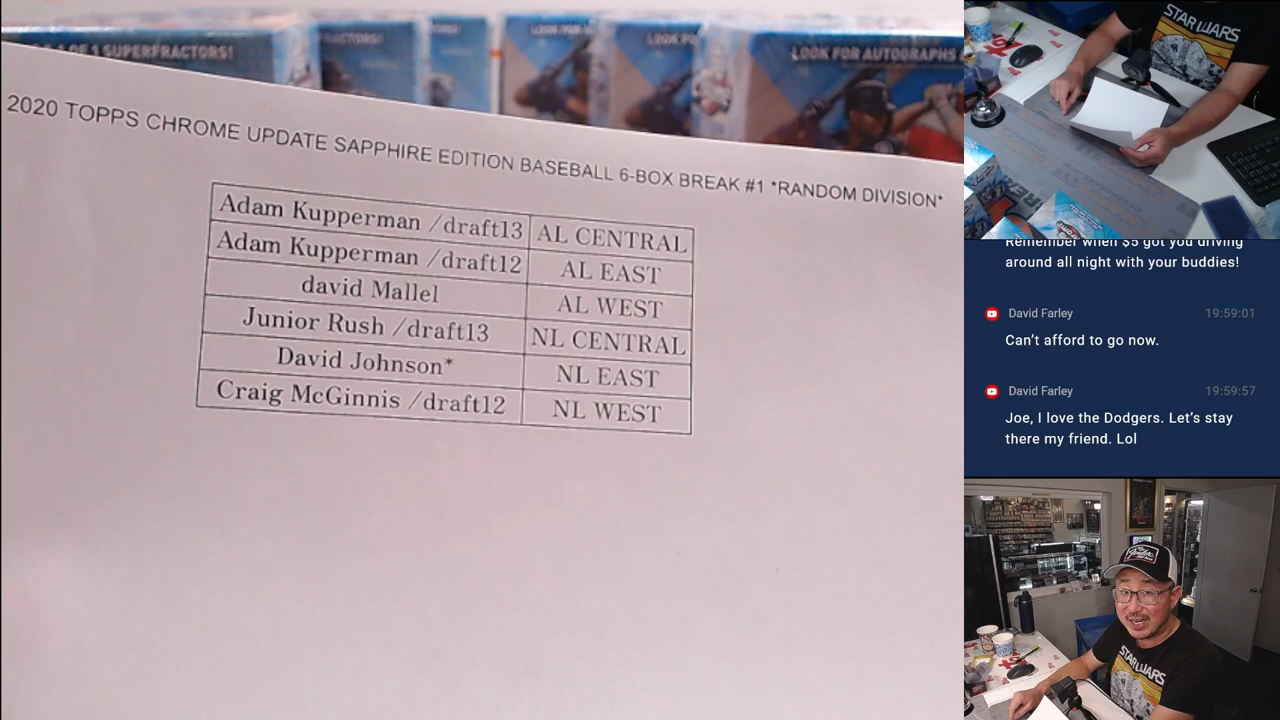 1 OF 1 SUPERFRACTORS!
LOOK FOR AUTOGRAPHS
2020 TOPPS CHROME UPDATE SAPPHIRE EDITION BASEBALL 6-BOX BREAK #1 *RANDOM DIVISION*
Adam Kupperman /draft13 AL CENTRAL
Adam Kupperman /draft12 AL EAST
david Mallel AL WEST
Junior Rush /draft13 NL CENTRAL
David Johnson* NL EAST
Craig McGinnis /draft12 NL WEST
STAR WARS
Remember when $5 got you driving
around all night with your buddies!
David Farley 19:59:01
Can't afford to go now.
David Farley 19:59:57
Joe, I love the Dodgers. Let's stay
there my friend. Lol
STAR WARS